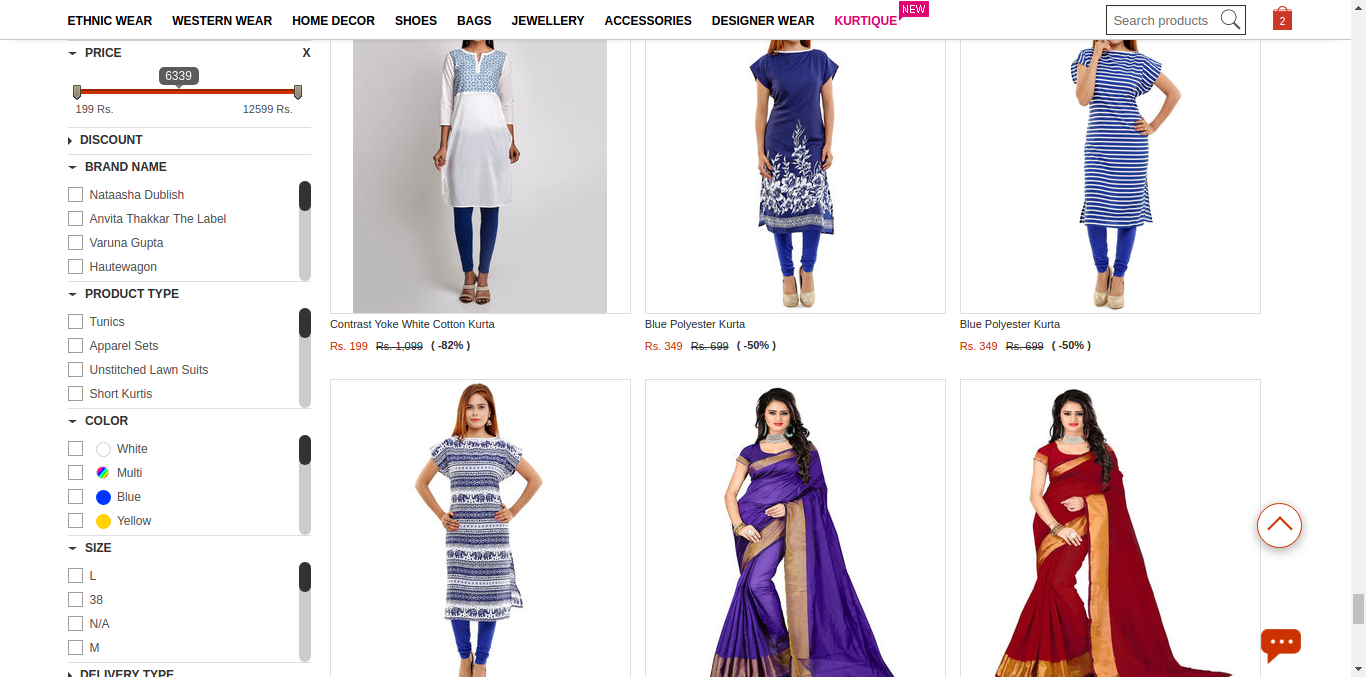 ETHNIC WEAR WESTERN WEAR HOME DECOR SHOES BAGS JEWELLERY ACCESSORIES DESIGNER WEAR KURTIQUE NEW
Search products
2
PRICE X
6339
199 Rs. 12599 Rs.
DISCOUNT
BRAND NAME
Nataasha Dublish
Anvita Thakkar The Label
Varuna Gupta
Hautewagon
PRODUCT TYPE
Tunics
Apparel Sets
Unstitched Lawn Suits
Short Kurtis
COLOR
White
Multi
Blue
Yellow
SIZE
L
38
N/A
M
DELIVERY TYPE
Contrast Yoke White Cotton Kurta
Rs. 199 Rs. 1,099 ( -82% )
Blue Polyester Kurta
Rs. 349 Rs. 699 ( -50% )
Blue Polyester Kurta
Rs. 349 Rs. 699 ( -50% )